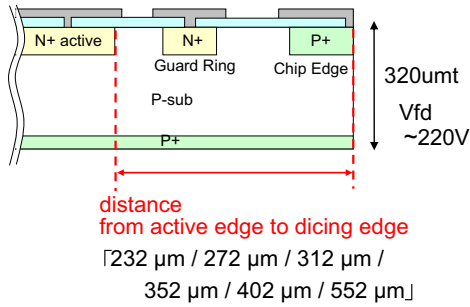 N+ active
N+
P+
Guard Ring
Chip Edge
P-sub
P+
320umt
Vfd
~220V
distance
from active edge to dicing edge
「232 μm / 272 μm / 312 μm /
352 μm / 402 μm / 552 μm」